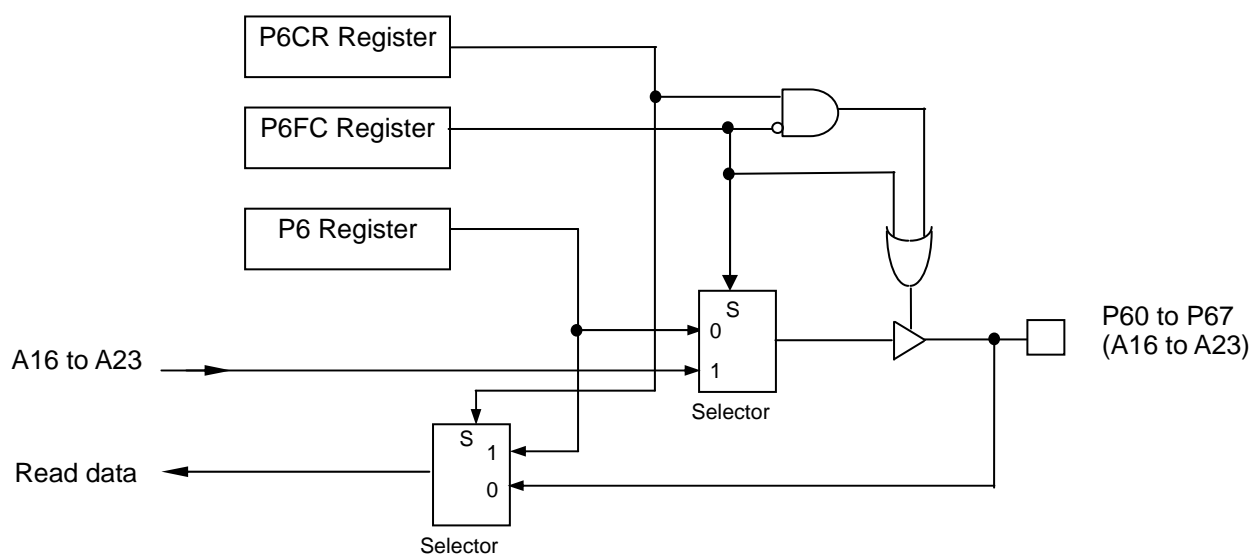 P6CR Register
P6FC Register
P6 Register
S
0
1
Selector
P60 to P67
(A16 to A23)
A16 to A23
S
1
0
Selector
Read data